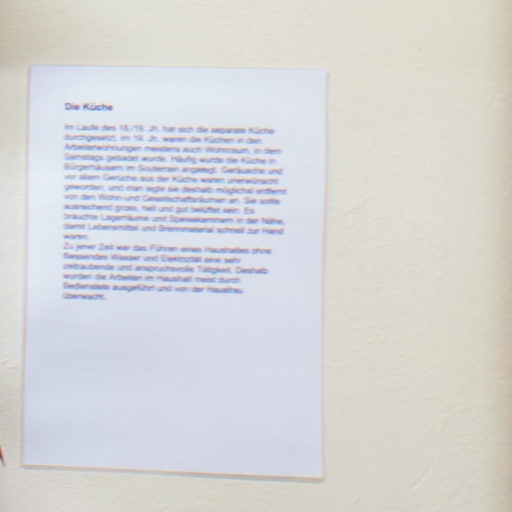 Die Küche
Im Laufe des 18./19. Jh. hat sich die separate Küche
durchgesetzt. Im 19. Jh. waren die Küchen in den
Arbeiterwohnungen meistens auch Wohnraum, in dem
Samstags gebadet wurde. Häufig wurde die Küche in
Bürgerhäusern im Souterrain angelegt. Geräusche und
vor allem Gerüche aus der Küche waren unerwünscht
geworden, und man legte sie deshalb möglichst entfernt
von den Wohn-und Gesellschaftsräumen an. Sie sollte
ausreichend gross, hell und gut belüftet sein. Es
brauchte Lagerräume und Speisekammern in der Nähe,
damit Lebensmittel und Brennmaterial schnell zur Hand
waren.
Zu jener Zeit war das Führen eines Haushaltes ohne
fliessendes Wasser und Elektrizität eine sehr
zeitraubende und anspruchsvolle Tätigkeit. Deshalb
wurden die Arbeiten im Haushalt meist durch
Bedienstete ausgeführt und von der Hausfrau
überwacht.